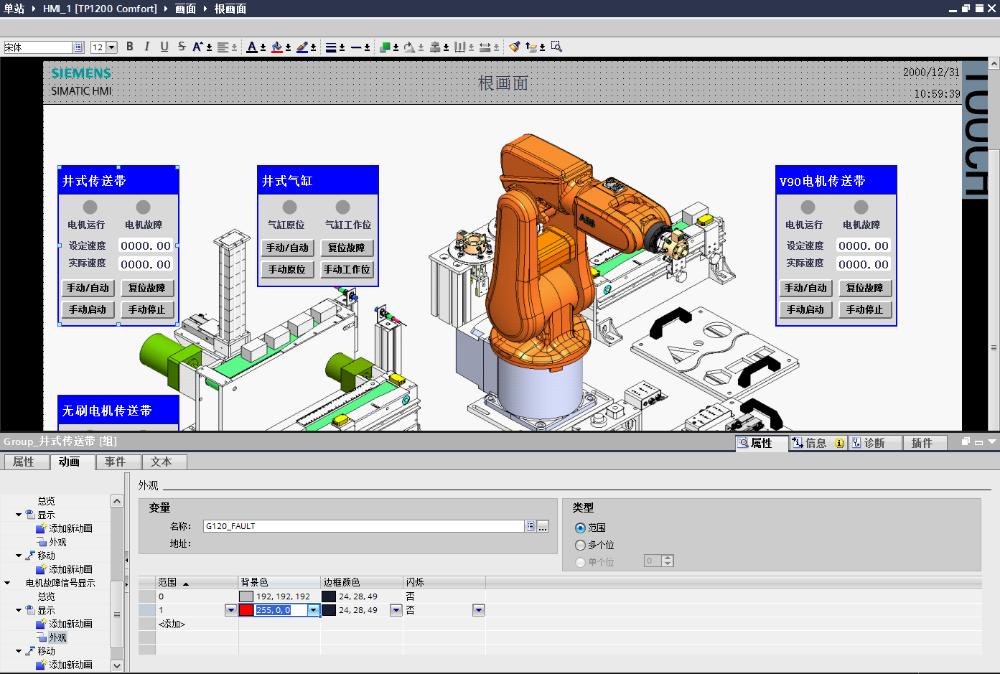 单站 HMI_1 [TP1200 Comfort] 画面 根画面
宋体 12 B I U S A A
SIEMENS
SIMATIC HMI
根画面
2000/12/31
10:59:39
TOUCH
井式传送带
电机运行 电机故障
设定速度 0000.00
实际速度 0000.00
手动/自动 复位故障
手动启动 手动停止
井式气缸
气缸原位 气缸工作位
手动/自动 复位故障
手动原位 手动工作位
ABB
V90电机传送带
电机运行 电机故障
设定速度 0000.00
实际速度 0000.00
手动/自动 复位故障
手动启动 手动停止
无刷电机传送带
Group_井式传送带 [组]
属性 信息 诊断 插件
属性 动画 事件 文本
总览
显示
添加新动画
外观
移动
添加新动画
电机故障信号显示
总览
显示
添加新动画
外观
移动
添加新动画
外观
变量
名称: G120_FAULT ...
地址:
类型
范围
多个位
单个位 0
范围 背景色 边框颜色 闪烁
0 192, 192, 192 24, 28, 49 否
1 255, 0, 0 24, 28, 49 否
<添加>